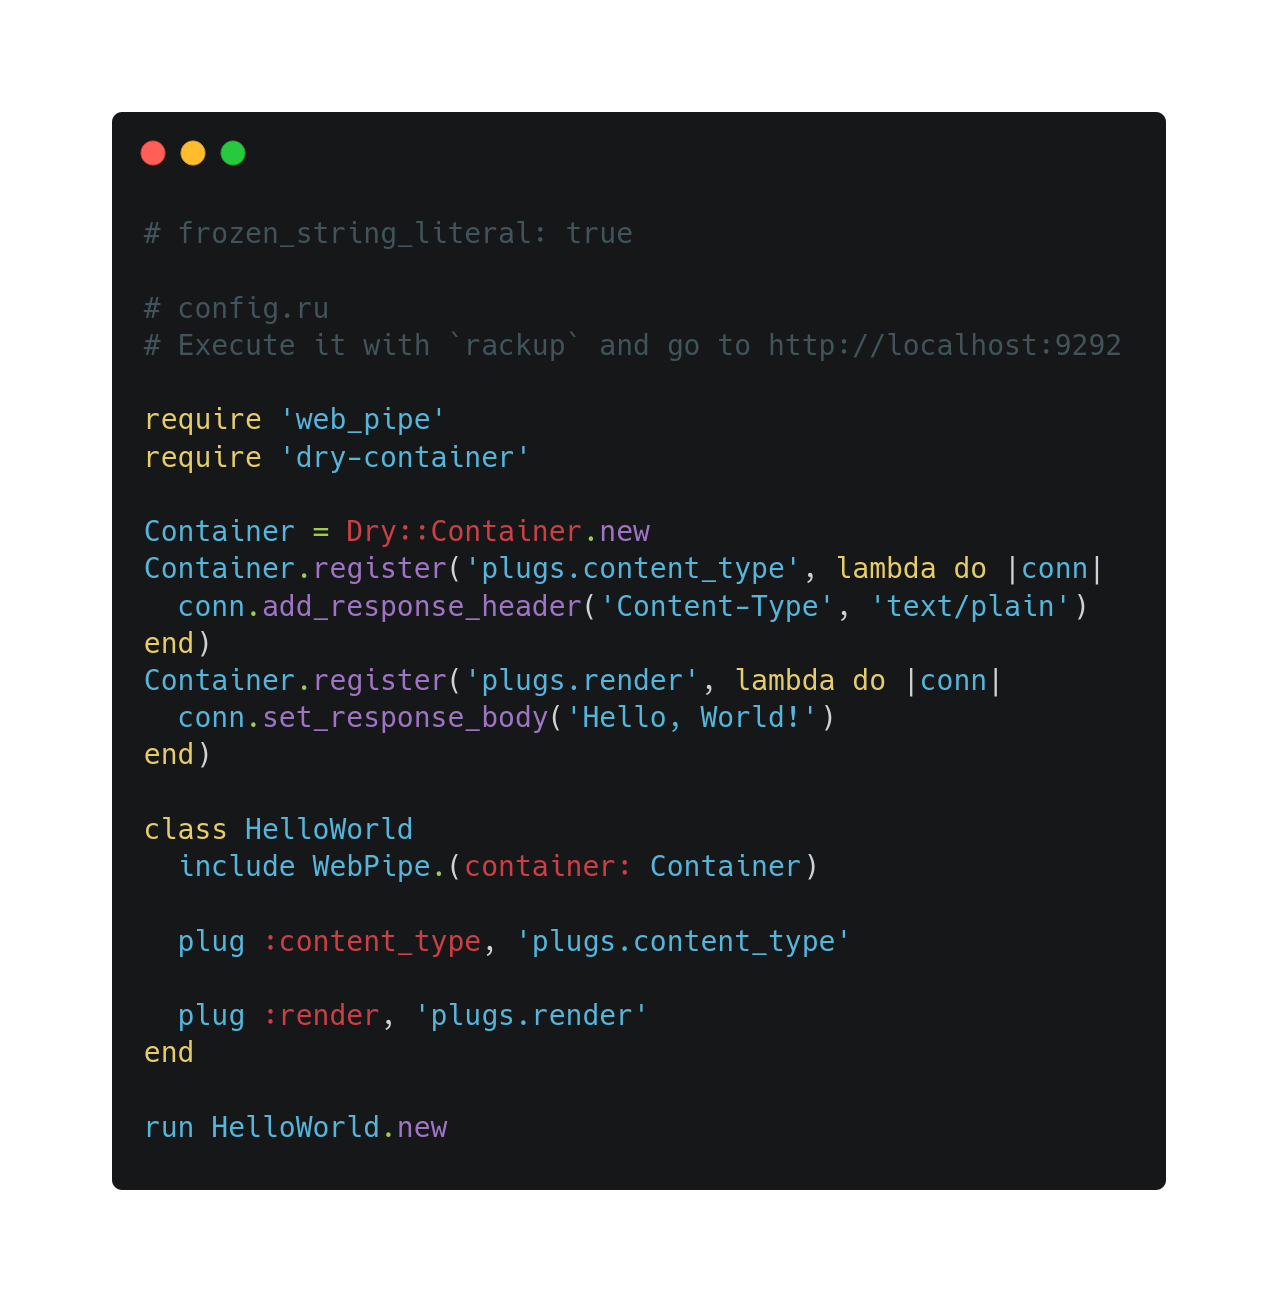 # frozen_string_literal: true

# config.ru
# Execute it with `rackup` and go to http://localhost:9292

require 'web_pipe'
require 'dry-container'

Container = Dry::Container.new
Container.register('plugs.content_type', lambda do |conn|
  conn.add_response_header('Content-Type', 'text/plain')
end)
Container.register('plugs.render', lambda do |conn|
  conn.set_response_body('Hello, World!')
end)

class HelloWorld
  include WebPipe.(container: Container)

  plug :content_type, 'plugs.content_type'

  plug :render, 'plugs.render'
end

run HelloWorld.new